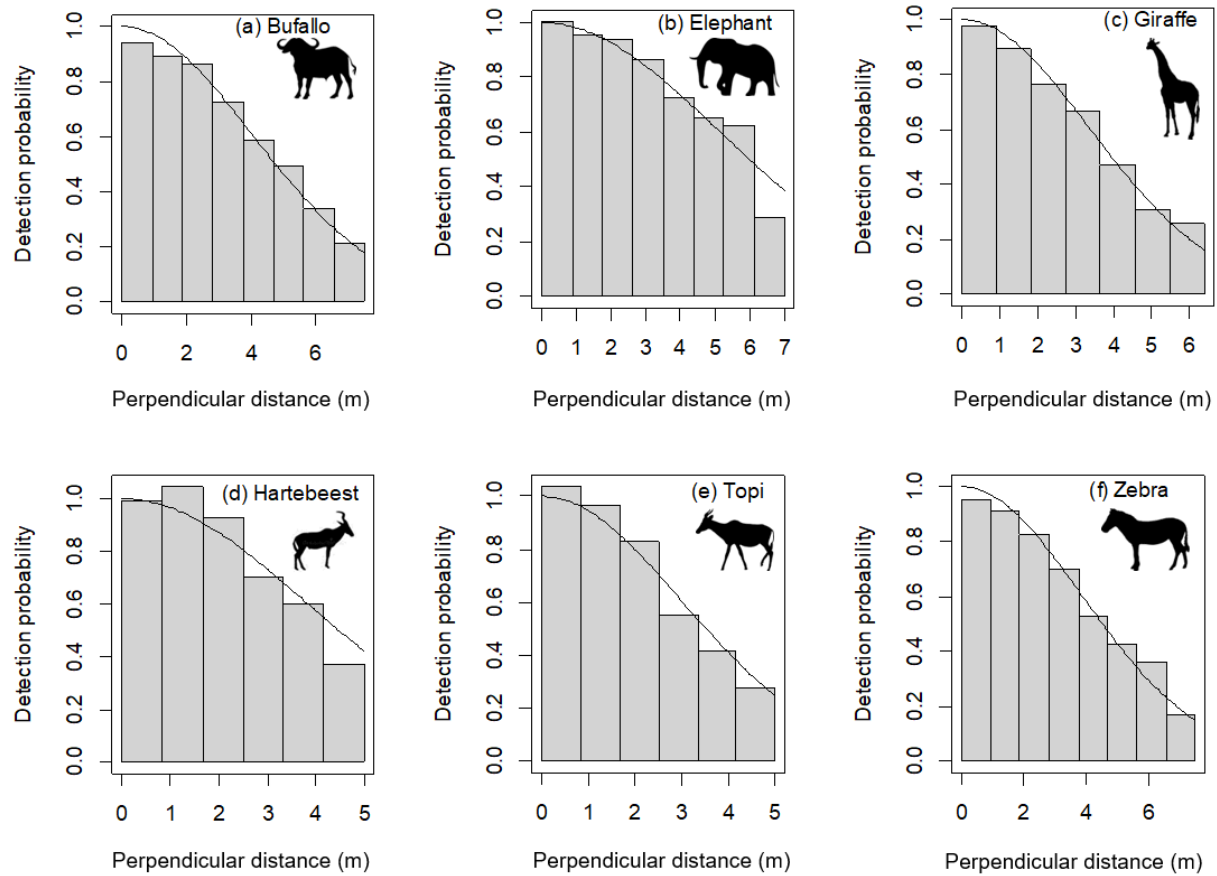 (a) Bufallo
Detection probability
0.0 0.2 0.4 0.6 0.8 1.0
0 2 4 6
Perpendicular distance (m)
(b) Elephant
Detection probability
0.0 0.2 0.4 0.6 0.8 1.0
0 1 2 3 4 5 6 7
Perpendicular distance (m)
(c) Giraffe
Detection probability
0.0 0.2 0.4 0.6 0.8 1.0
0 1 2 3 4 5 6
Perpendicular distance (m)
(d) Hartebeest
Detection probability
0.0 0.2 0.4 0.6 0.8 1.0
0 1 2 3 4 5
Perpendicular distance (m)
(e) Topi
Detection probability
0.0 0.2 0.4 0.6 0.8 1.0
0 1 2 3 4 5
Perpendicular distance (m)
(f) Zebra
Detection probability
0.0 0.2 0.4 0.6 0.8 1.0
0 2 4 6
Perpendicular distance (m)